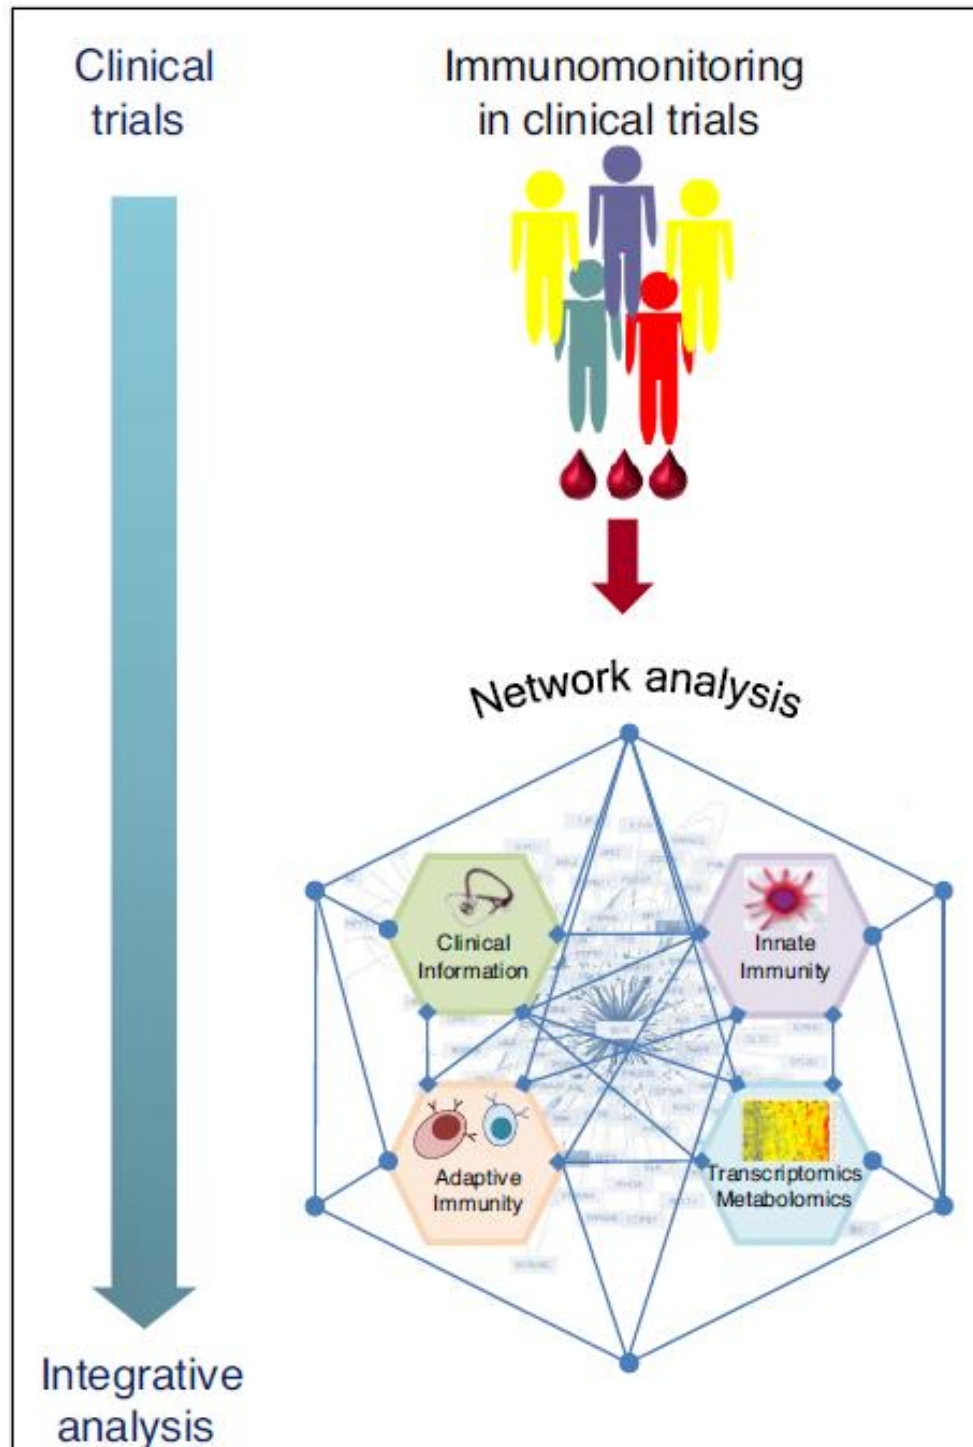 Clinical
trials
Immunomonitoring
in clinical trials
Network analysis
Clinical
Information
Innate
Immunity
Adaptive
Immunity
Transcriptomics
Metabolomics
Integrative
analysis